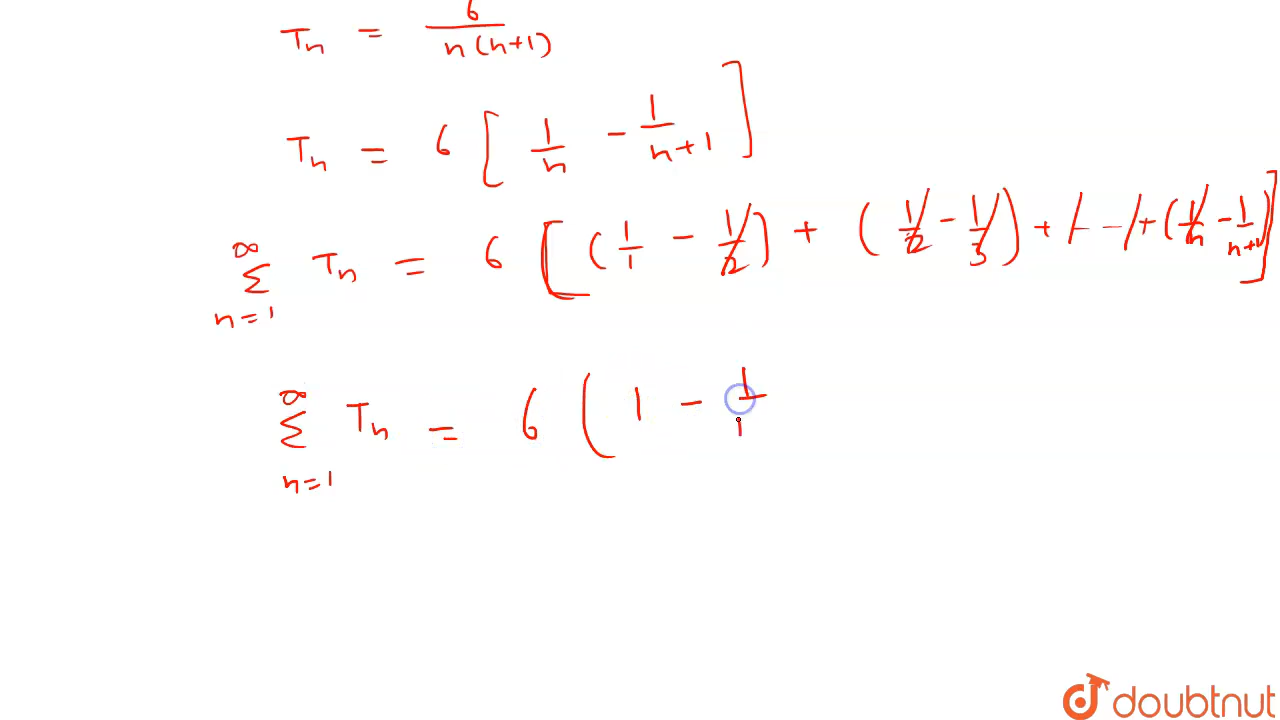 Tn = 6/n(n+1)
Tn = 6 [ 1/n - 1/n+1 ]
∞ Σ n=1 Tn = 6 [ (1/1 - 1/2) + (1/2 - 1/3) + - - - + (1/n - 1/n+1) ]
∞ Σ n=1 Tn = 6 ( 1 - 1/1
doubtnut